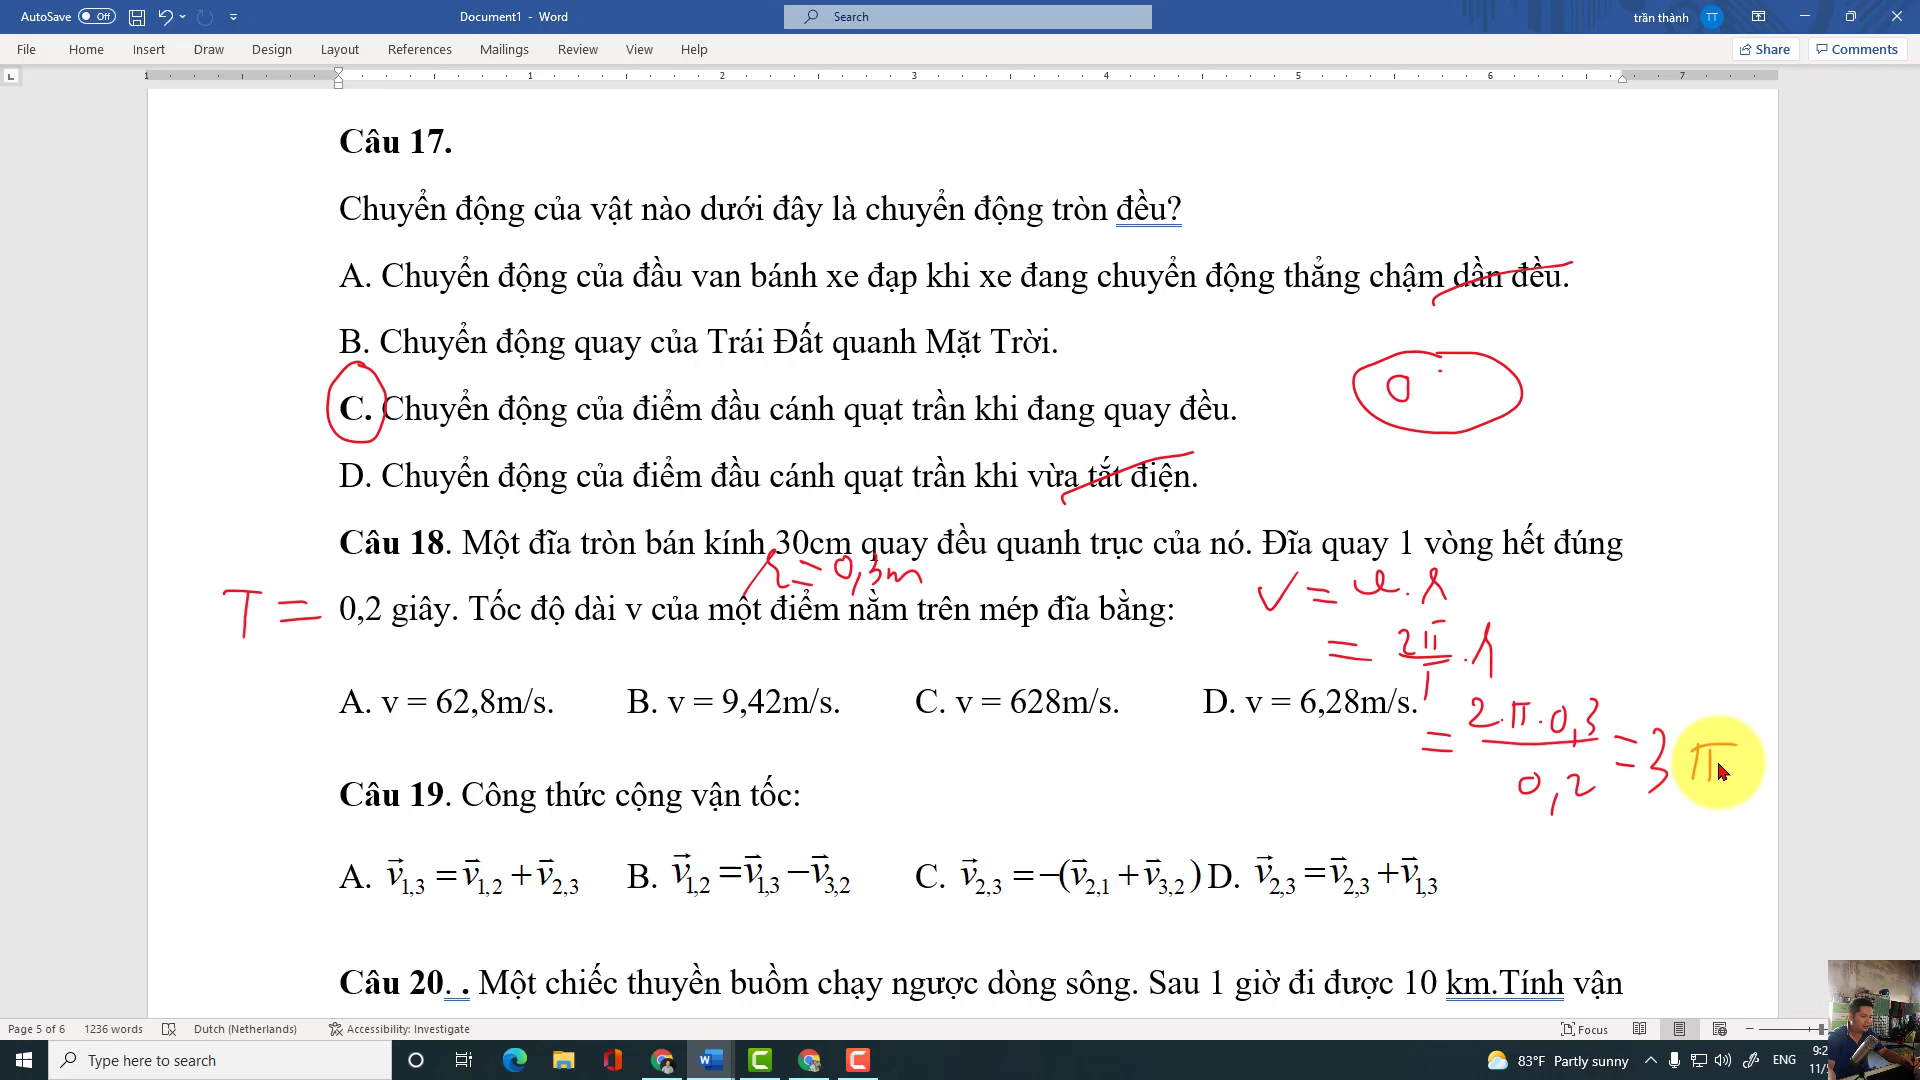 AutoSave Off Document1 - Word Search trần thành TT
File Home Insert Draw Design Layout References Mailings Review View Help Share Comments
1 1 2 3 4 5 6 7
Câu 17.
Chuyển động của vật nào dưới đây là chuyển động tròn đều?
A. Chuyển động của đầu van bánh xe đạp khi xe đang chuyển động thẳng chậm dần đều.
B. Chuyển động quay của Trái Đất quanh Mặt Trời.
C. Chuyển động của điểm đầu cánh quạt trần khi đang quay đều.
D. Chuyển động của điểm đầu cánh quạt trần khi vừa tắt điện.
Câu 18. Một đĩa tròn bán kính 30cm quay đều quanh trục của nó. Đĩa quay 1 vòng hết đúng
r = 0,3m
T = 0,2 giây. Tốc độ dài v của một điểm nằm trên mép đĩa bằng:
v = ω.r
= 2π/T .r
A. v = 62,8m/s. B. v = 9,42m/s. C. v = 628m/s. D. v = 6,28m/s.
= 2.π.0,3 / 0,2 = 3 π
Câu 19. Công thức cộng vận tốc:
A. v⃗1,3 = v⃗1,2 + v⃗2,3 B. v⃗1,2 = v⃗1,3 − v⃗3,2 C. v⃗2,3 = −(v⃗2,1 + v⃗3,2) D. v⃗2,3 = v⃗2,3 + v⃗1,3
Câu 20. . Một chiếc thuyền buồm chạy ngược dòng sông. Sau 1 giờ đi được 10 km.Tính vận
Page 5 of 6 1236 words Dutch (Netherlands) Accessibility: Investigate Focus
Type here to search 83°F Partly sunny ENG